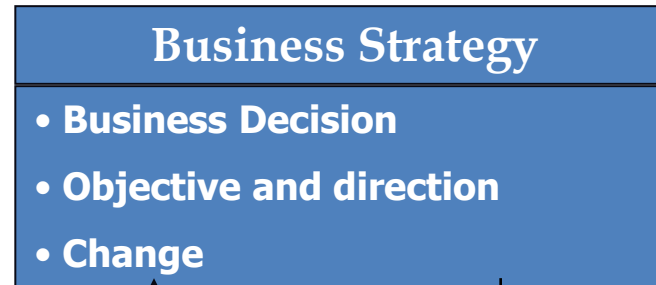 Business Strategy
• Business Decision
• Objective and direction
• Change